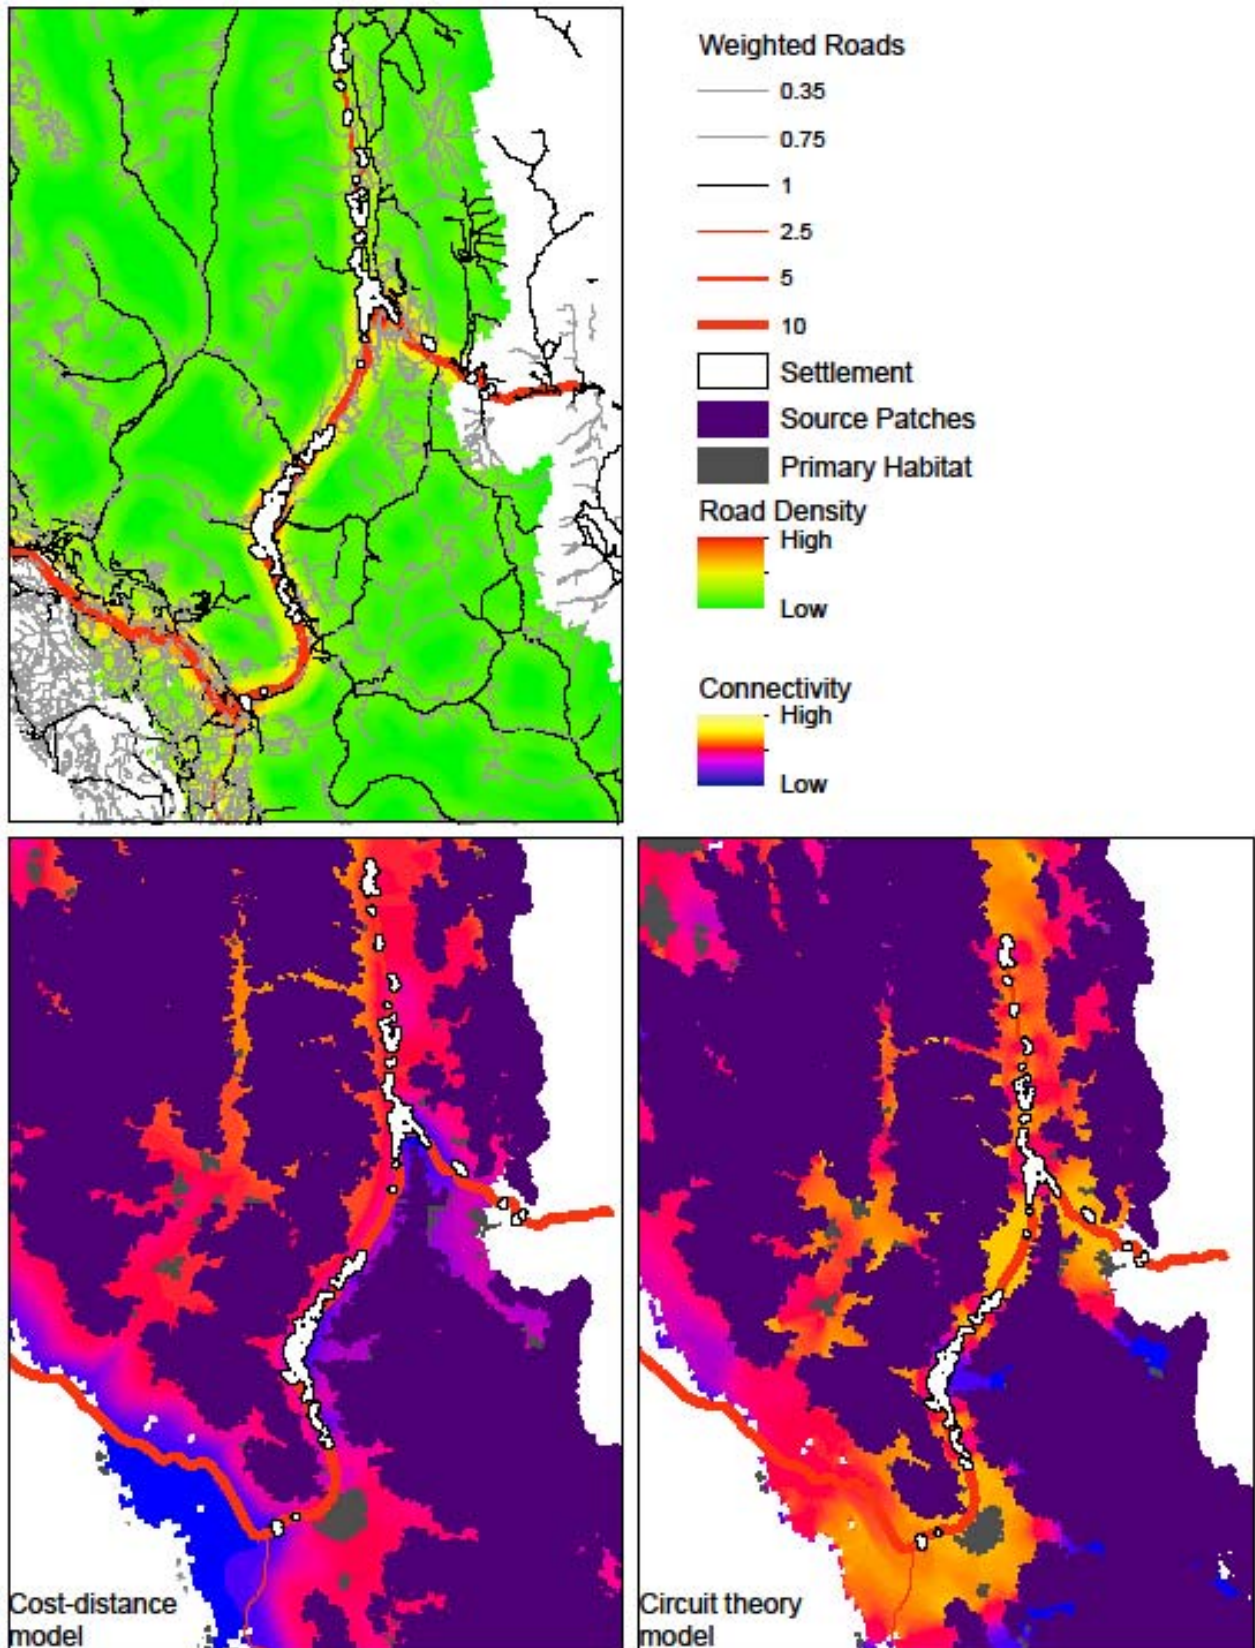 Weighted Roads
0.35
0.75
1
2.5
5
10
Settlement
Source Patches
Primary Habitat
Road Density
High
Low
Connectivity
High
Low
Cost-distance
model
Circuit theory
model